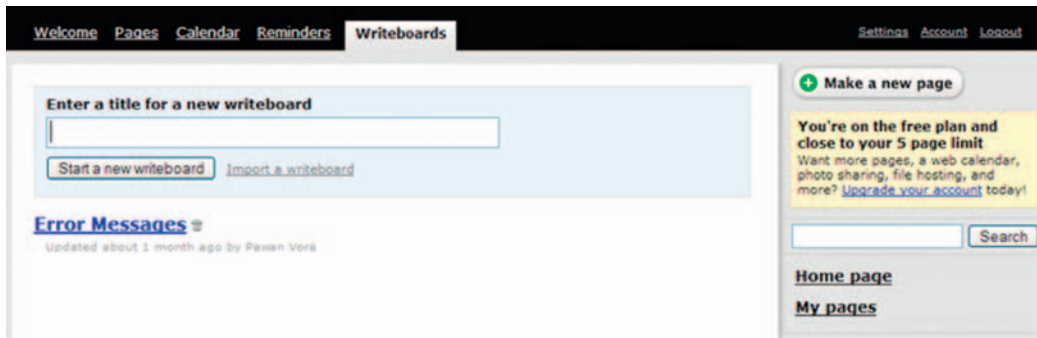 Welcome Pages Calendar Reminders Writeboards Settings Account Logout
Enter a title for a new writeboard
Start a new writeboard Import a writeboard
Error Messages
Updated about 1 month ago by Pawan Vora
Make a new page
You're on the free plan and
close to your 5 page limit
Want more pages, a web calendar,
photo sharing, file hosting, and
more? Upgrade your account today!
Search
Home page
My pages